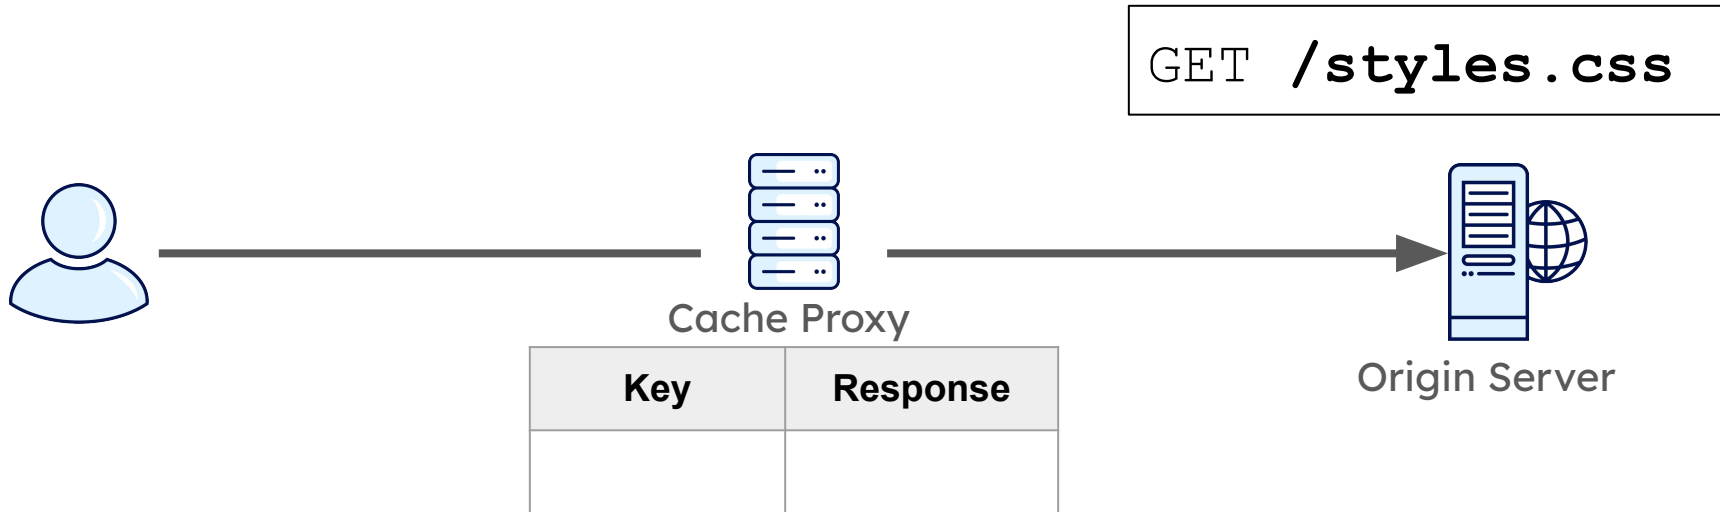 GET /styles.css
Cache Proxy
Key Response
Origin Server